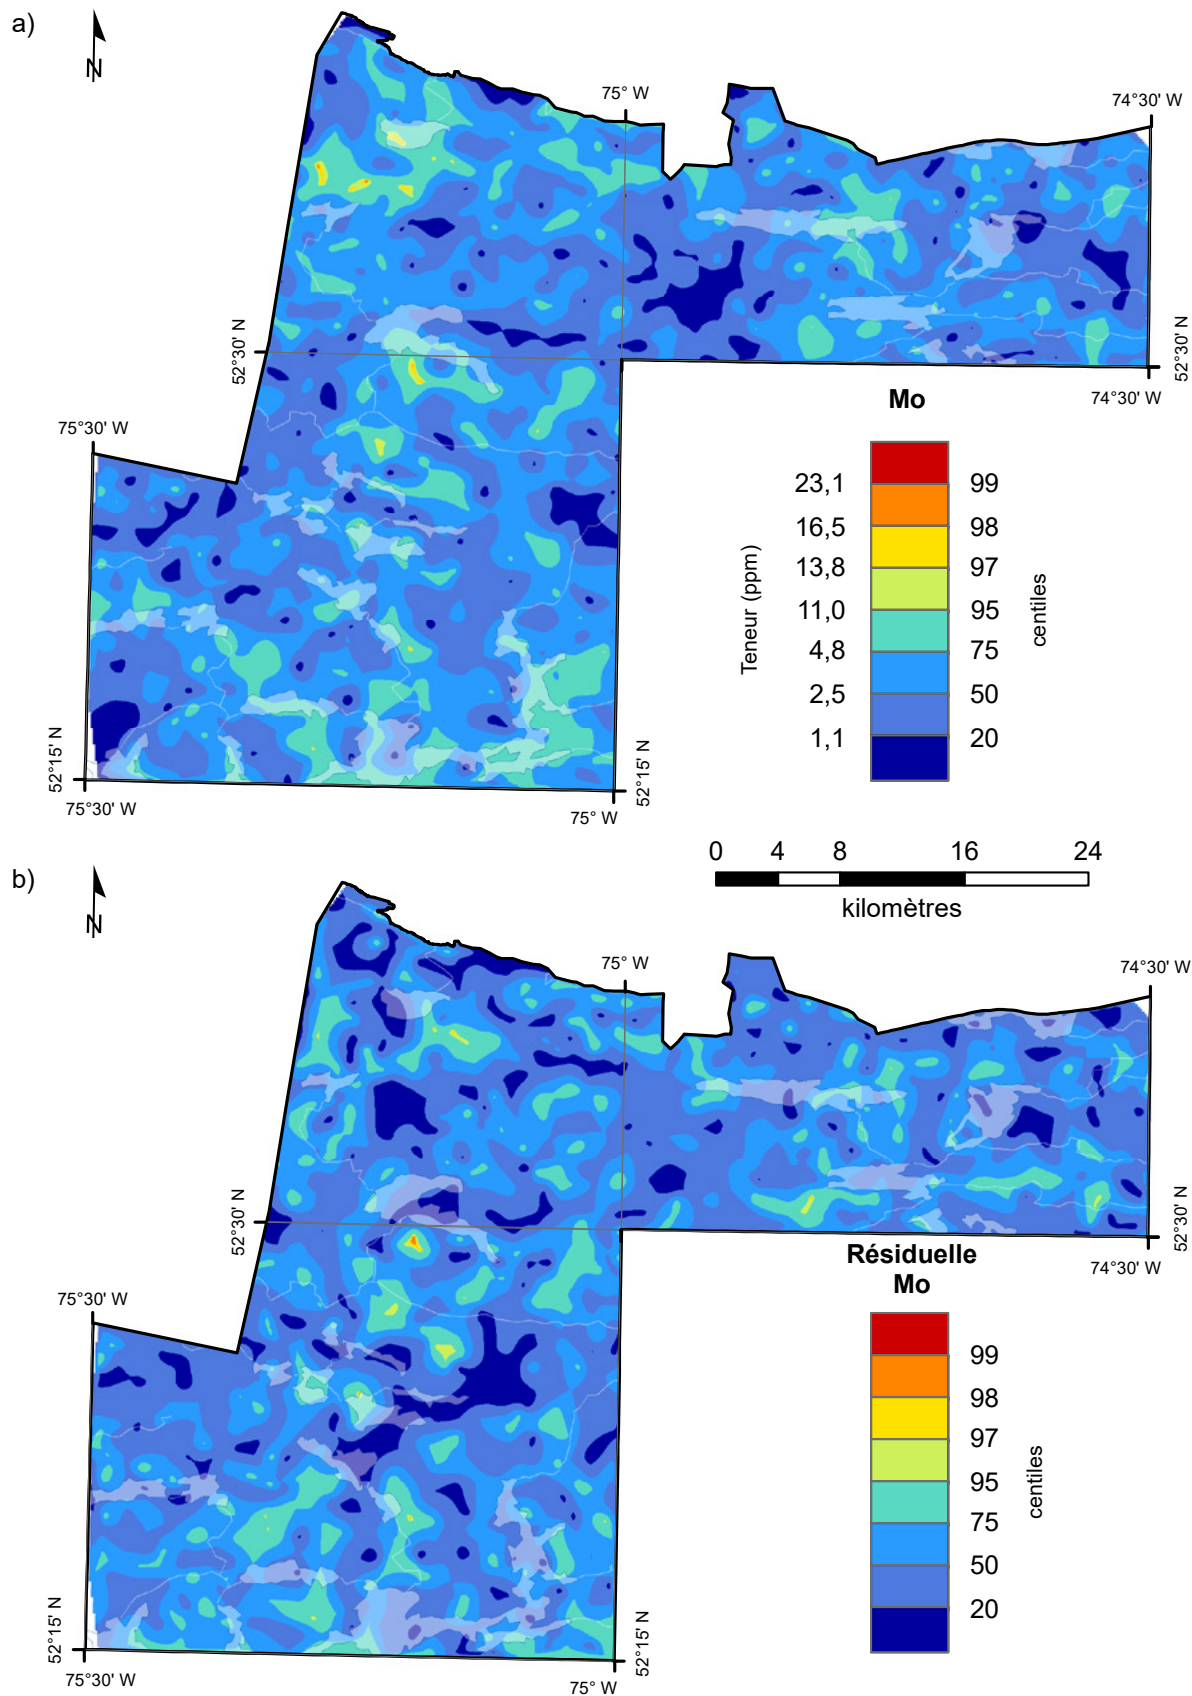 a)
N
75° W
74°30' W
52°30' N
52°30' N
74°30' W
75°30' W
Mo
Teneur (ppm)
23,1
16,5
13,8
11,0
4,8
2,5
1,1
99
98
97
95
75
50
20
centiles
52°15' N
52°15' N
75°30' W
75° W
0 4 8 16 24
kilomètres
b)
N
75° W
74°30' W
52°30' N
52°30' N
74°30' W
75°30' W
Résiduelle
Mo
99
98
97
95
75
50
20
centiles
52°15' N
52°15' N
75°30' W
75° W